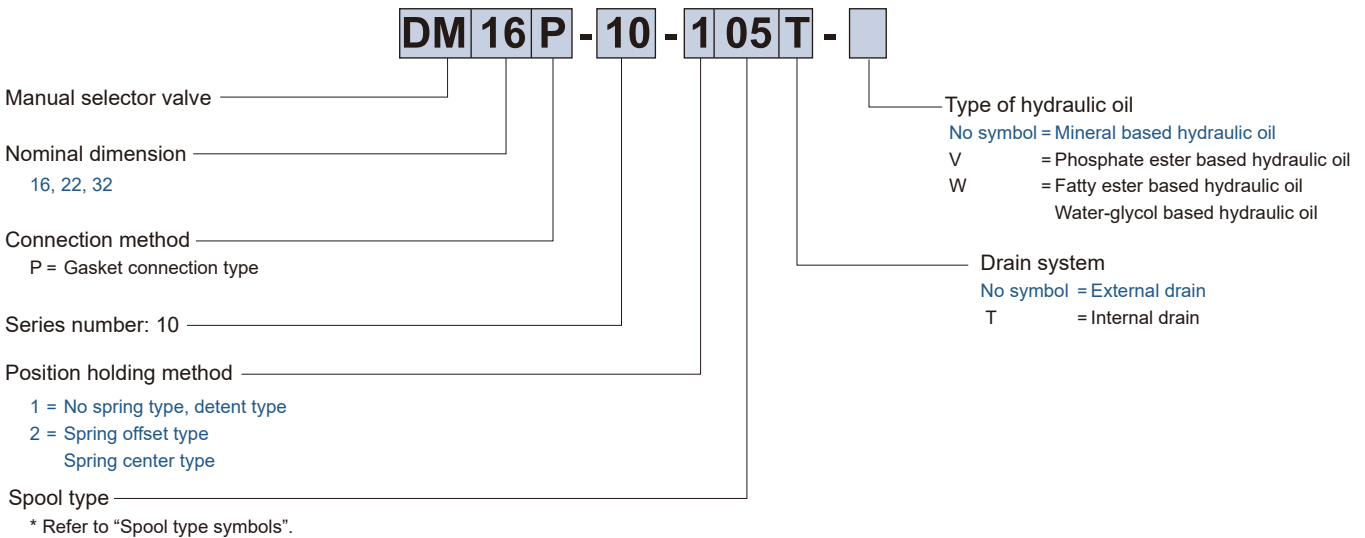 DM 16 P - 10 - 1 05 T -
Manual selector valve
Nominal dimension
16, 22, 32
Connection method
P = Gasket connection type
Series number: 10
Position holding method
1 = No spring type, detent type
2 = Spring offset type
Spring center type
Spool type
* Refer to “Spool type symbols”.
Type of hydraulic oil
No symbol = Mineral based hydraulic oil
V = Phosphate ester based hydraulic oil
W = Fatty ester based hydraulic oil
Water-glycol based hydraulic oil
Drain system
No symbol = External drain
T = Internal drain